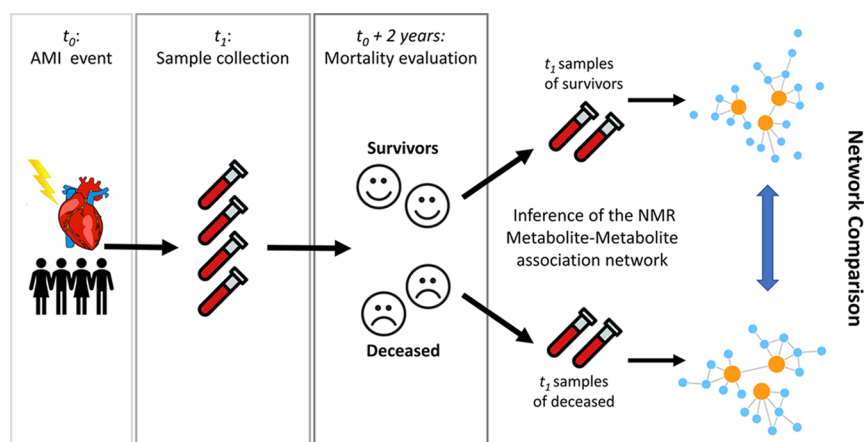 t₀:
AMI event
t₁:
Sample collection
t₀ + 2 years:
Mortality evaluation
Survivors
Deceased
t₁ samples
of survivors
Inference of the NMR
Metabolite-Metabolite
association network
t₁ samples
of deceased
Network Comparison